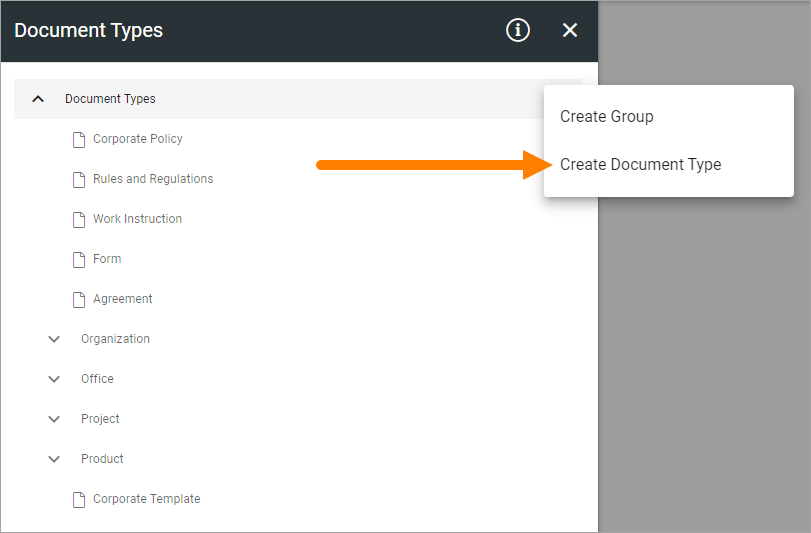 Document Types
Document Types
Create Group
Corporate Policy
Create Document Type
Rules and Regulations
Work Instruction
Form
Agreement
Organization
Office
Project
Product
Corporate Template